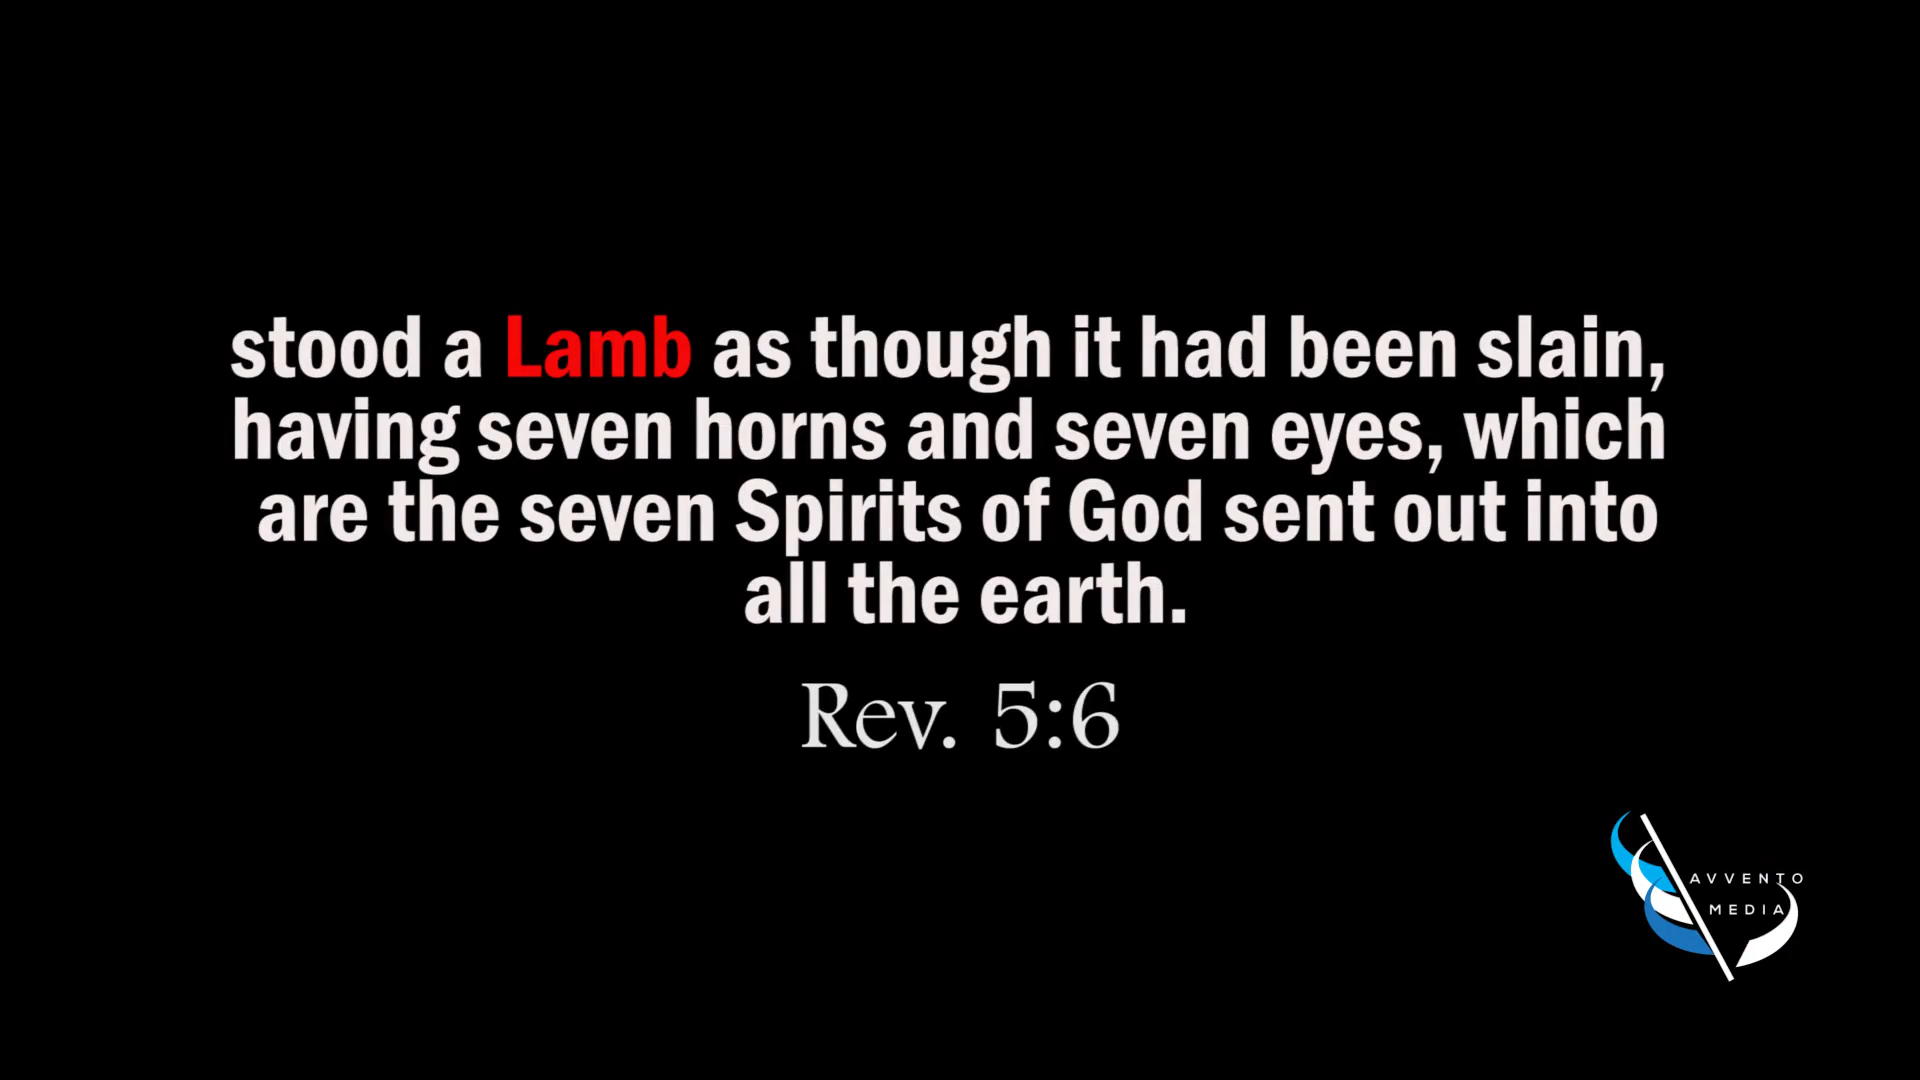 stood a Lamb as though it had been slain,
having seven horns and seven eyes, which
are the seven Spirits of God sent out into
all the earth.
Rev. 5:6
AVVENTO
MEDIA